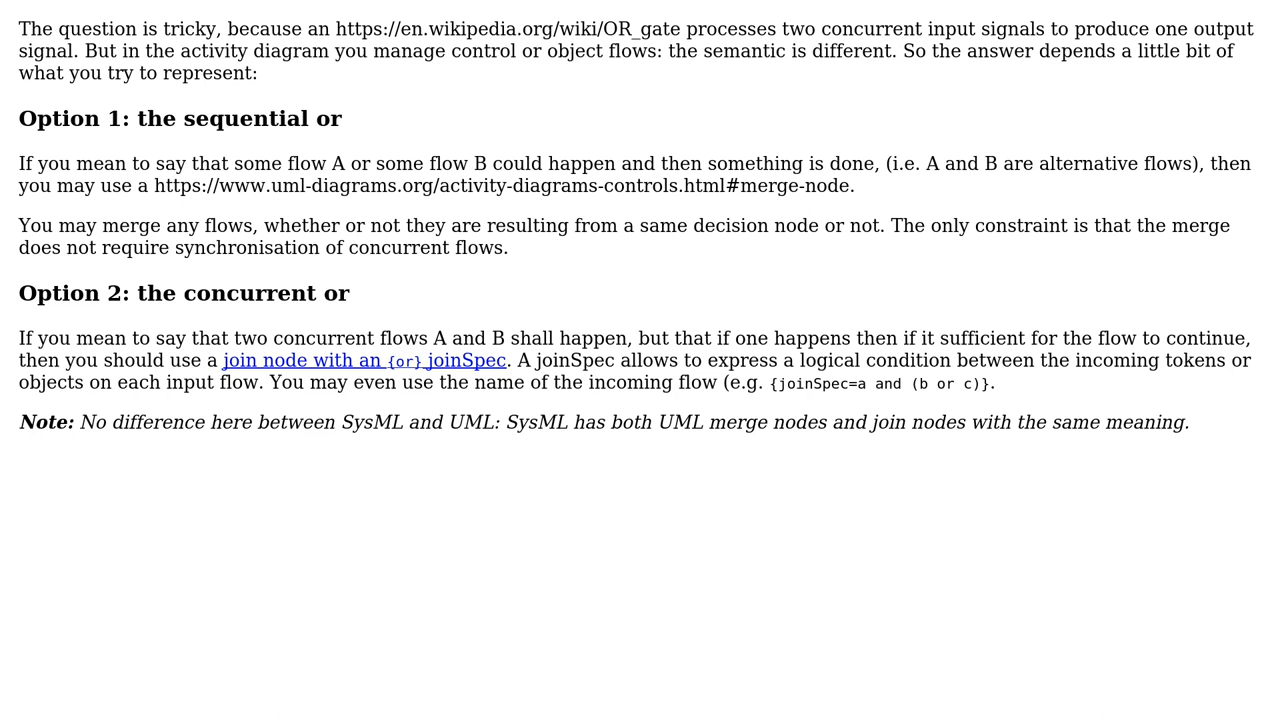 The question is tricky, because an https://en.wikipedia.org/wiki/OR_gate processes two concurrent input signals to produce one output
signal. But in the activity diagram you manage control or object flows: the semantic is different. So the answer depends a little bit of
what you try to represent:
Option 1: the sequential or
If you mean to say that some flow A or some flow B could happen and then something is done, (i.e. A and B are alternative flows), then
you may use a https://www.uml-diagrams.org/activity-diagrams-controls.html#merge-node.
You may merge any flows, whether or not they are resulting from a same decision node or not. The only constraint is that the merge
does not require synchronisation of concurrent flows.
Option 2: the concurrent or
If you mean to say that two concurrent flows A and B shall happen, but that if one happens then if it sufficient for the flow to continue,
then you should use a join node with an {or} joinSpec. A joinSpec allows to express a logical condition between the incoming tokens or
objects on each input flow. You may even use the name of the incoming flow (e.g. {joinSpec=a and (b or c)}.
Note: No difference here between SysML and UML: SysML has both UML merge nodes and join nodes with the same meaning.